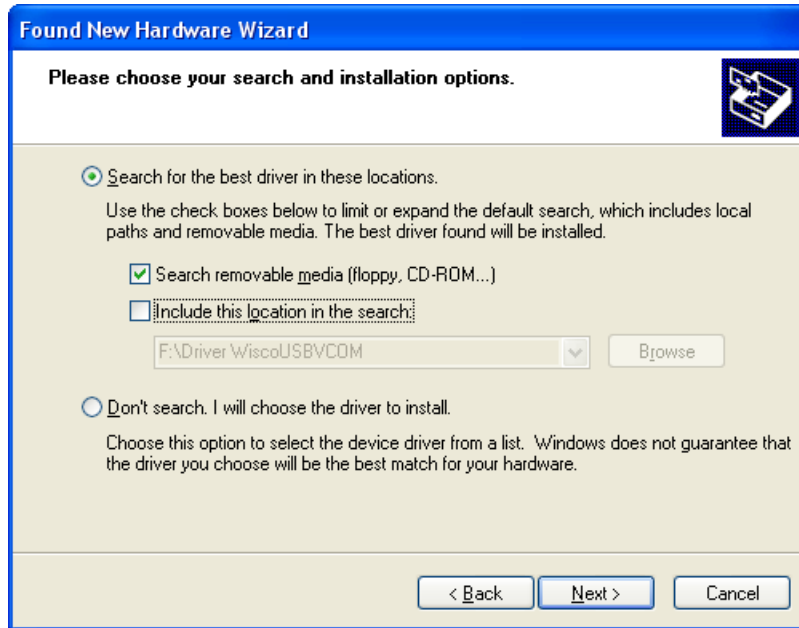 Found New Hardware Wizard
Please choose your search and installation options.
Search for the best driver in these locations.
Use the check boxes below to limit or expand the default search, which includes local
paths and removable media. The best driver found will be installed.
Search removable media (floppy, CD-ROM...)
Include this location in the search:
F:\Driver WiscoUSBVCOM
Browse
Don't search. I will choose the driver to install.
Choose this option to select the device driver from a list.  Windows does not guarantee that
the driver you choose will be the best match for your hardware.
< Back
Next >
Cancel